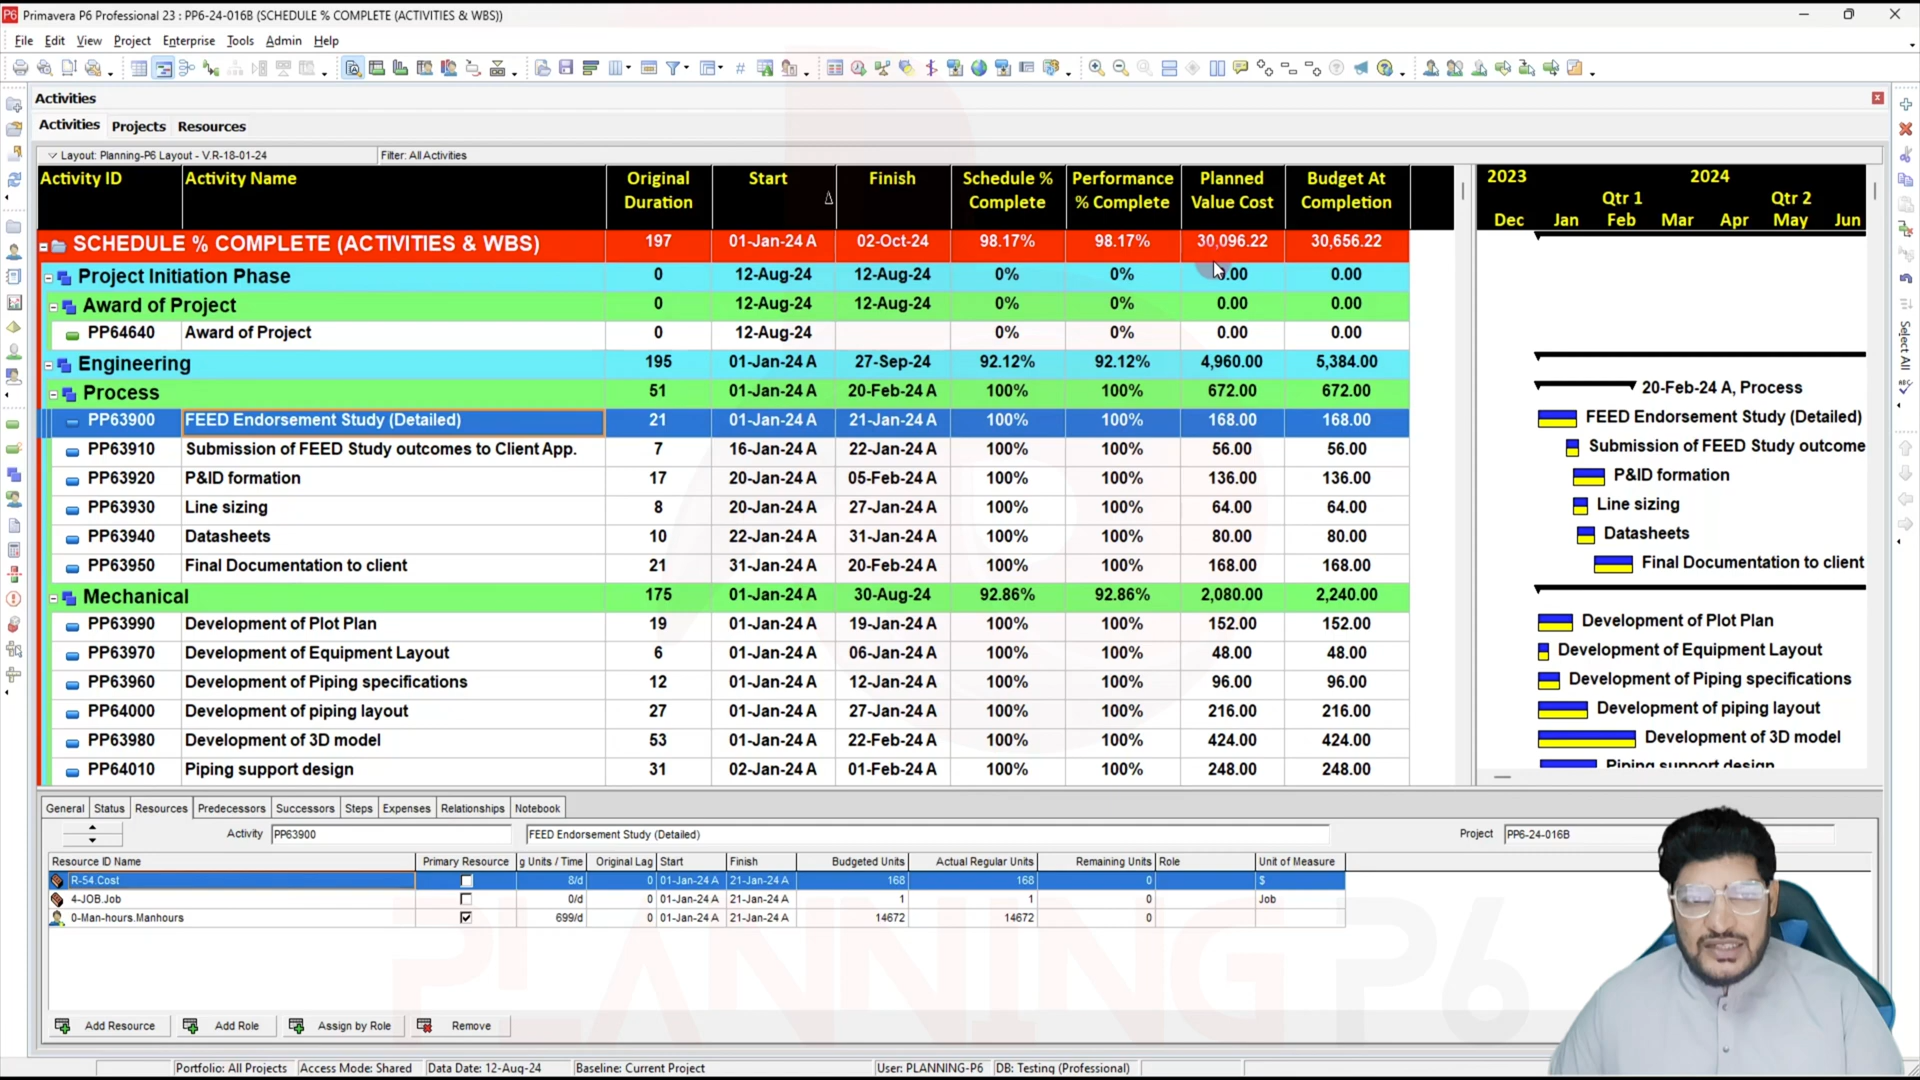 Primavera P6 Professional 23 : PP6-24-016B (SCHEDULE % COMPLETE (ACTIVITIES & WBS))
File Edit View Project Enterprise Tools Admin Help
Activities
Activities Projects Resources
Layout: Planning-P6 Layout - V.R-18-01-24 Filter: All Activities
Activity ID Activity Name Original Duration Start Finish Schedule % Complete Performance % Complete Planned Value Cost Budget At Completion
2023 2024
Qtr 1 Qtr 2
Dec Jan Feb Mar Apr May Jun
SCHEDULE % COMPLETE (ACTIVITIES & WBS) 197 01-Jan-24 A 02-Oct-24 98.17% 98.17% 30,096.22 30,656.22
Project Initiation Phase 0 12-Aug-24 12-Aug-24 0% 0% 0.00 0.00
Award of Project 0 12-Aug-24 12-Aug-24 0% 0% 0.00 0.00
PP64640 Award of Project 0 12-Aug-24 0% 0% 0.00 0.00
Engineering 195 01-Jan-24 A 27-Sep-24 92.12% 92.12% 4,960.00 5,384.00
Process 51 01-Jan-24 A 20-Feb-24 A 100% 100% 672.00 672.00 20-Feb-24 A, Process
PP63900 FEED Endorsement Study (Detailed) 21 01-Jan-24 A 21-Jan-24 A 100% 100% 168.00 168.00 FEED Endorsement Study (Detailed)
PP63910 Submission of FEED Study outcomes to Client App. 7 16-Jan-24 A 22-Jan-24 A 100% 100% 56.00 56.00 Submission of FEED Study outcome
PP63920 P&ID formation 17 20-Jan-24 A 05-Feb-24 A 100% 100% 136.00 136.00 P&ID formation
PP63930 Line sizing 8 20-Jan-24 A 27-Jan-24 A 100% 100% 64.00 64.00 Line sizing
PP63940 Datasheets 10 22-Jan-24 A 31-Jan-24 A 100% 100% 80.00 80.00 Datasheets
PP63950 Final Documentation to client 21 31-Jan-24 A 20-Feb-24 A 100% 100% 168.00 168.00 Final Documentation to client
Mechanical 175 01-Jan-24 A 30-Aug-24 92.86% 92.86% 2,080.00 2,240.00
PP63990 Development of Plot Plan 19 01-Jan-24 A 19-Jan-24 A 100% 100% 152.00 152.00 Development of Plot Plan
PP63970 Development of Equipment Layout 6 01-Jan-24 A 06-Jan-24 A 100% 100% 48.00 48.00 Development of Equipment Layout
PP63960 Development of Piping specifications 12 01-Jan-24 A 12-Jan-24 A 100% 100% 96.00 96.00 Development of Piping specifications
PP64000 Development of piping layout 27 01-Jan-24 A 27-Jan-24 A 100% 100% 216.00 216.00 Development of piping layout
PP63980 Development of 3D model 53 01-Jan-24 A 22-Feb-24 A 100% 100% 424.00 424.00 Development of 3D model
PP64010 Piping support design 31 02-Jan-24 A 01-Feb-24 A 100% 100% 248.00 248.00 Piping support design
Select All
General Status Resources Predecessors Successors Steps Expenses Relationships Notebook
Activity PP63900 FEED Endorsement Study (Detailed) Project PP6-24-016B
Resource ID Name Primary Resource g Units / Time Original Lag Start Finish Budgeted Units Actual Regular Units Remaining Units Role Unit of Measure
R-54.Cost 8/d 0 01-Jan-24 A 21-Jan-24 A 168 168 0 $
4-JOB.Job 0/d 0 01-Jan-24 A 21-Jan-24 A 1 1 0 Job
0-Man-hours.Manhours 699/d 0 01-Jan-24 A 21-Jan-24 A 14672 14672 0
PLANNING P6
Add Resource Add Role Assign by Role Remove
Portfolio: All Projects Access Mode: Shared Data Date: 12-Aug-24 Baseline: Current Project User: PLANNING-P6 DB: Testing (Professional)